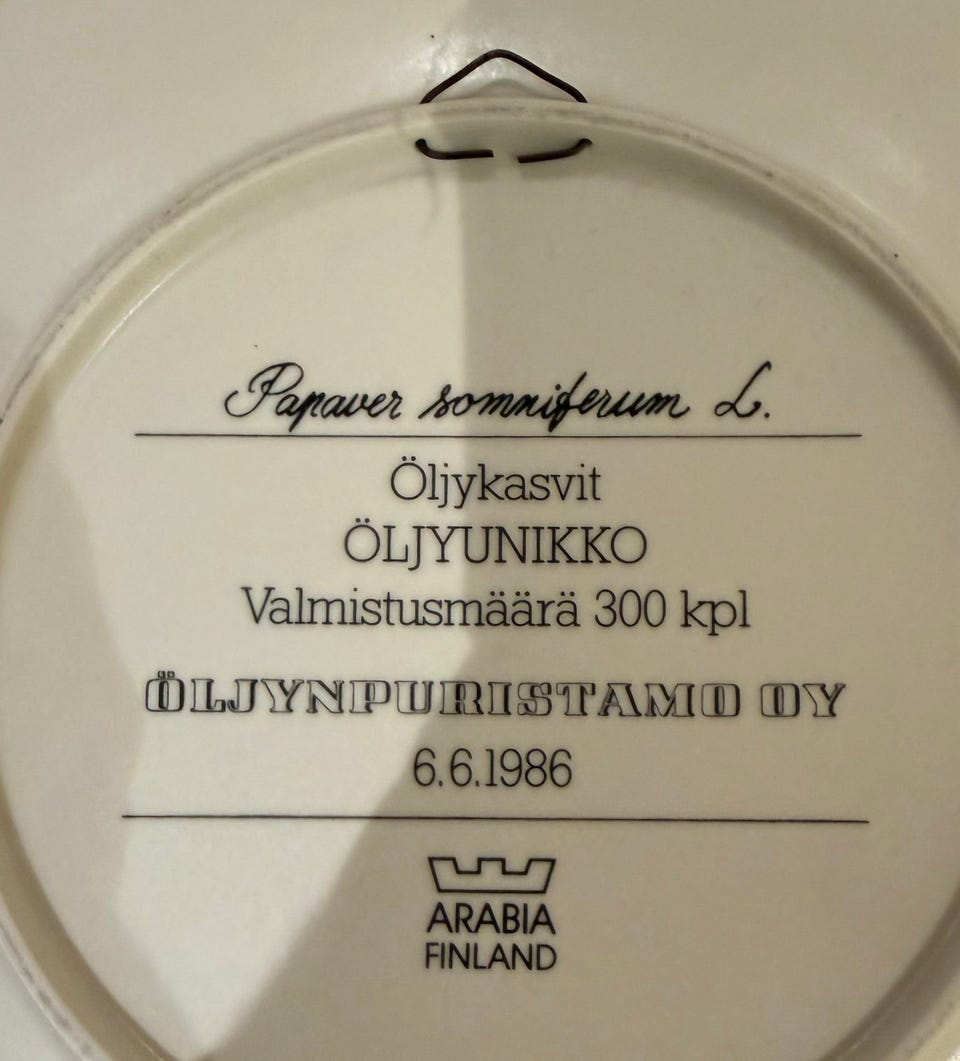 Papaver somniferum L.
Öljykasvit
ÖLJYUNIKKO
Valmistusmäärä 300 kpl
ÖLJYNPURISTAMO OY
6.6.1986
ARABIA
FINLAND